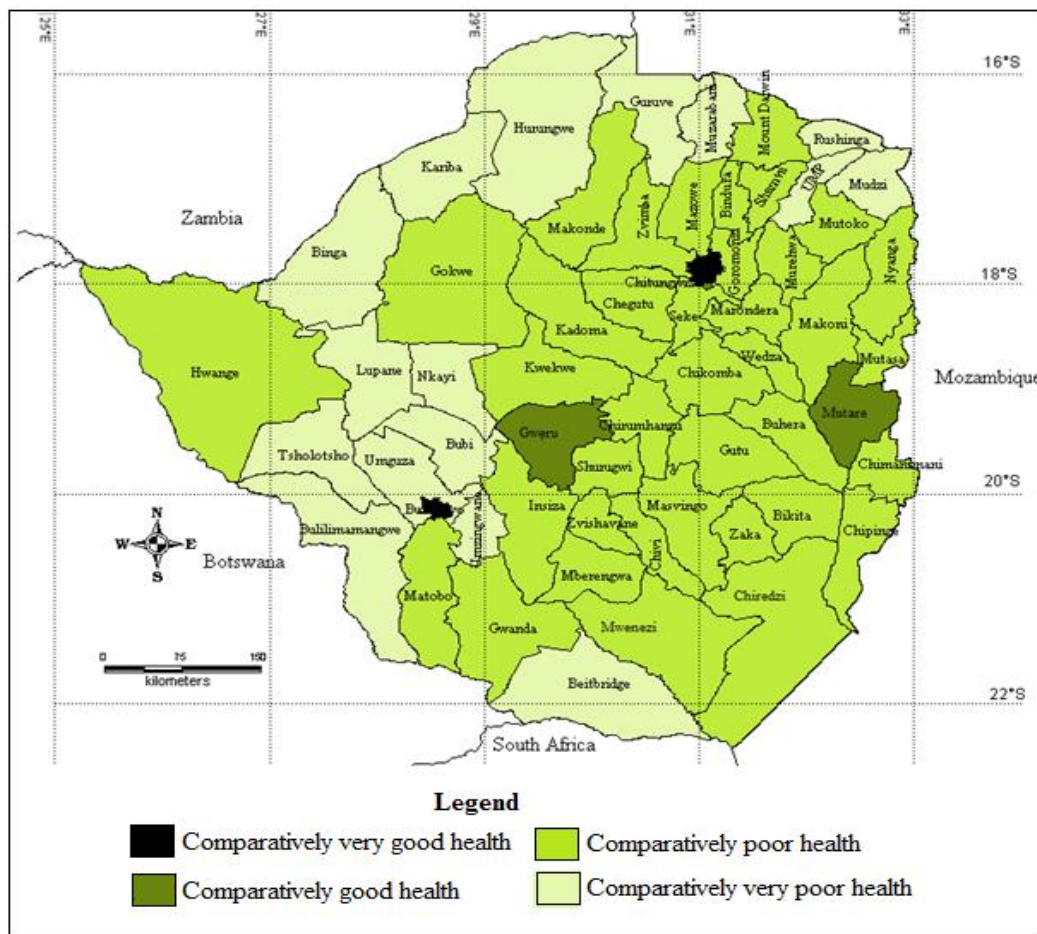 25°E
27°E
29°E
31°E
33°E
16°S
Hurungwe
Guruve
Muzarabani
Mount Darwin
Rushinga
Kariba
UMP
Mudzi
Zambia
Makonde
Zvimba
Mazowe
Bindura
Shamva
Mutoko
Binga
Gokwe
Goromonzi
Murehwa
Nyanga
18°S
Chitungwiza
Chegutu
Seke
Marondera
Makoni
Kadoma
Hwange
Lupane
Nkayi
Kwekwe
Chikomba
Wedza
Mutasa
Mozambique
Gweru
Chirumhanzu
Buhera
Mutare
Tsholotsho
Umguza
Bubi
Shurugwi
Gutu
Chimanimani
20°S
Bulilimamangwe
Umzingwane
Insiza
Zvishavane
Masvingo
Bikita
Chipinge
N
W E
S
Botswana
Zaka
Chivi
Matobo
Mberengwa
Chiredzi
Gwanda
Mwenezi
0 75 150
kilometers
Beitbridge
22°S
South Africa
Legend
Comparatively very good health
Comparatively poor health
Comparatively good health
Comparatively very poor health